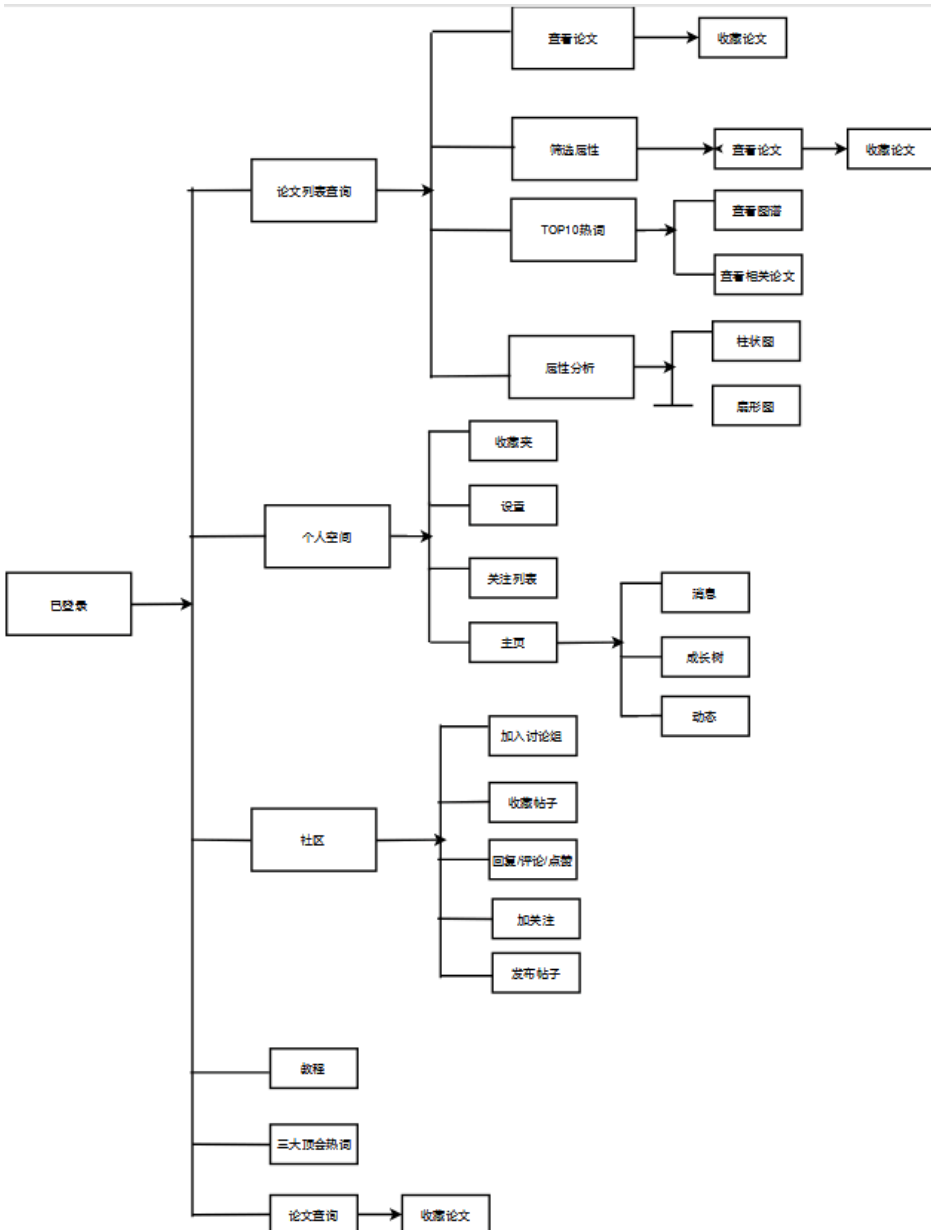 查看论文
收藏论文
筛选属性
查看论文
收藏论文
论文列表查询
TOP10热词
查看图谱
查看相关论文
属性分析
柱状图
扇形图
收藏夹
设置
个人空间
关注列表
主页
消息
成长树
动态
已登录
加入讨论组
收藏帖子
社区
回复/评论/点赞
加关注
发布帖子
教程
三大顶会热词
论文查询
收藏论文